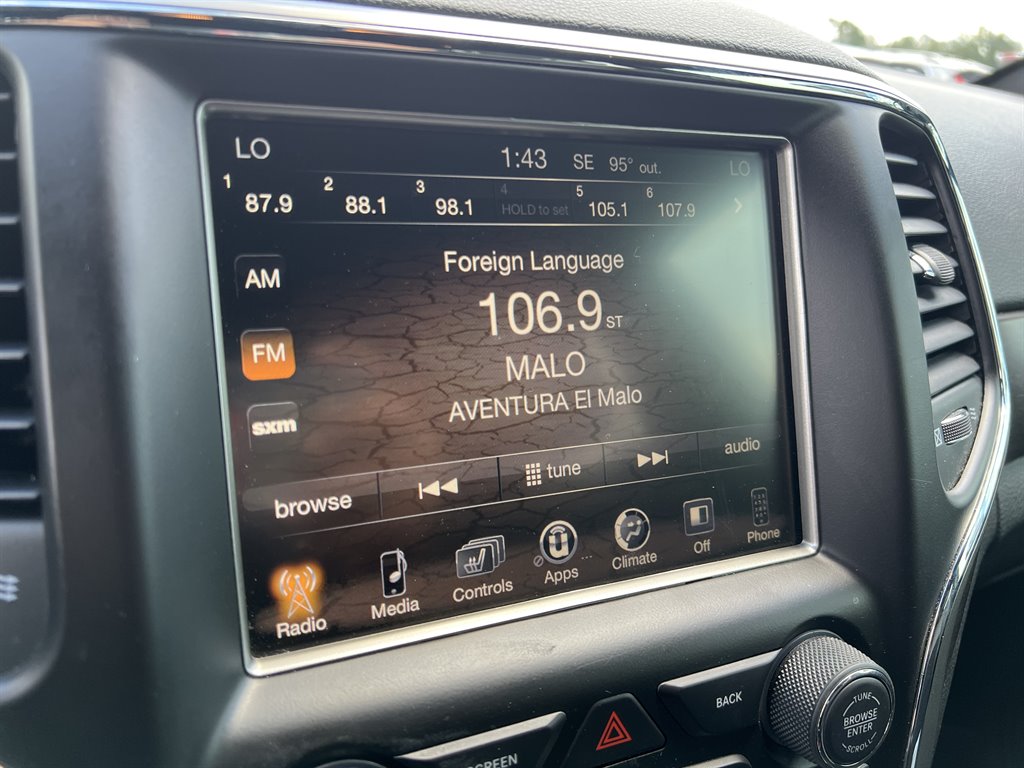 LO 1:43 SE 95° out. LO
1 87.9 2 88.1 3 98.1 4 HOLD to set 5 105.1 6 107.9
AM
Foreign Language
106.9 ST
FM
MALO
AVENTURA El Malo
sxm
browse tune audio
Radio Media Controls Apps Climate Off Phone
BACK
SCREEN
TUNE
BROWSE
ENTER
SCROLL